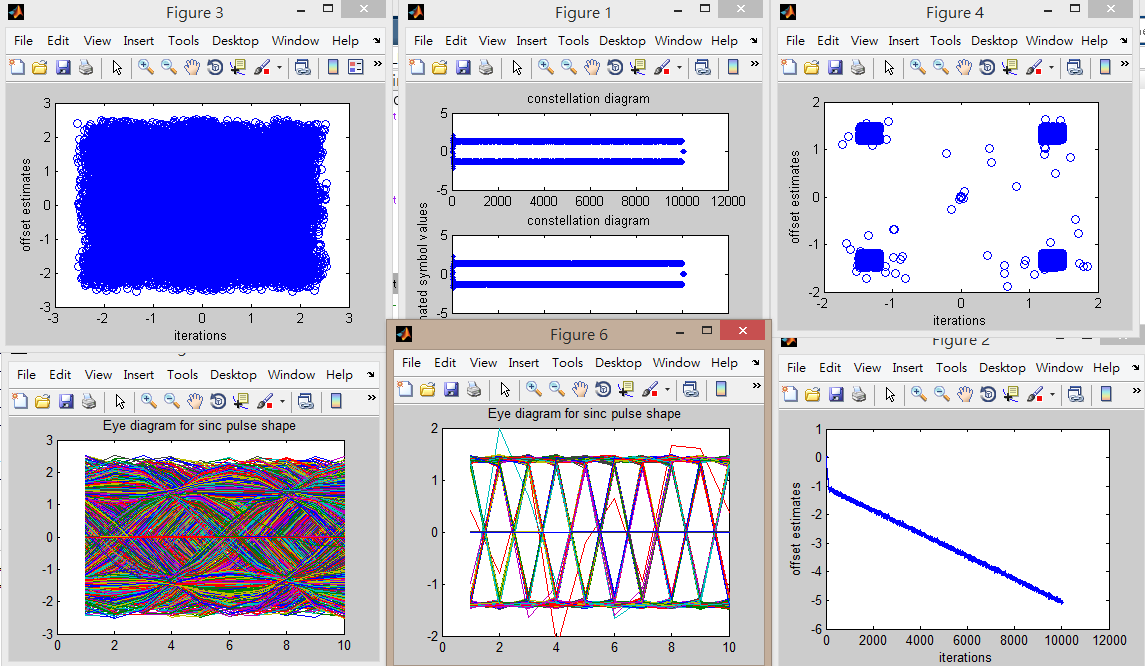 Figure 3
File Edit View Insert Tools Desktop Window Help
3
2
1
0
-1
-2
-3
offset estimates
-3 -2 -1 0 1 2 3
iterations
Figure 1
File Edit View Insert Tools Desktop Window Help
constellation diagram
5
0
-5
0 2000 4000 6000 8000 10000 12000
constellation diagram
5
0
-5
mated symbol values
Figure 4
File Edit View Insert Tools Desktop Window Help
2
1
0
-1
-2
offset estimates
-2 -1 0 1 2
iterations
File Edit View Insert Tools Desktop Window Help
Eye diagram for sinc pulse shape
3
2
1
0
-1
-2
-3
0 2 4 6 8 10
Figure 6
File Edit View Insert Tools Desktop Window Help
Eye diagram for sinc pulse shape
2
1
0
-1
-2
0 2 4 6 8 10
Figure 2
File Edit View Insert Tools Desktop Window Help
1
0
-1
-2
-3
-4
-5
-6
offset estimates
0 2000 4000 6000 8000 10000 12000
iterations